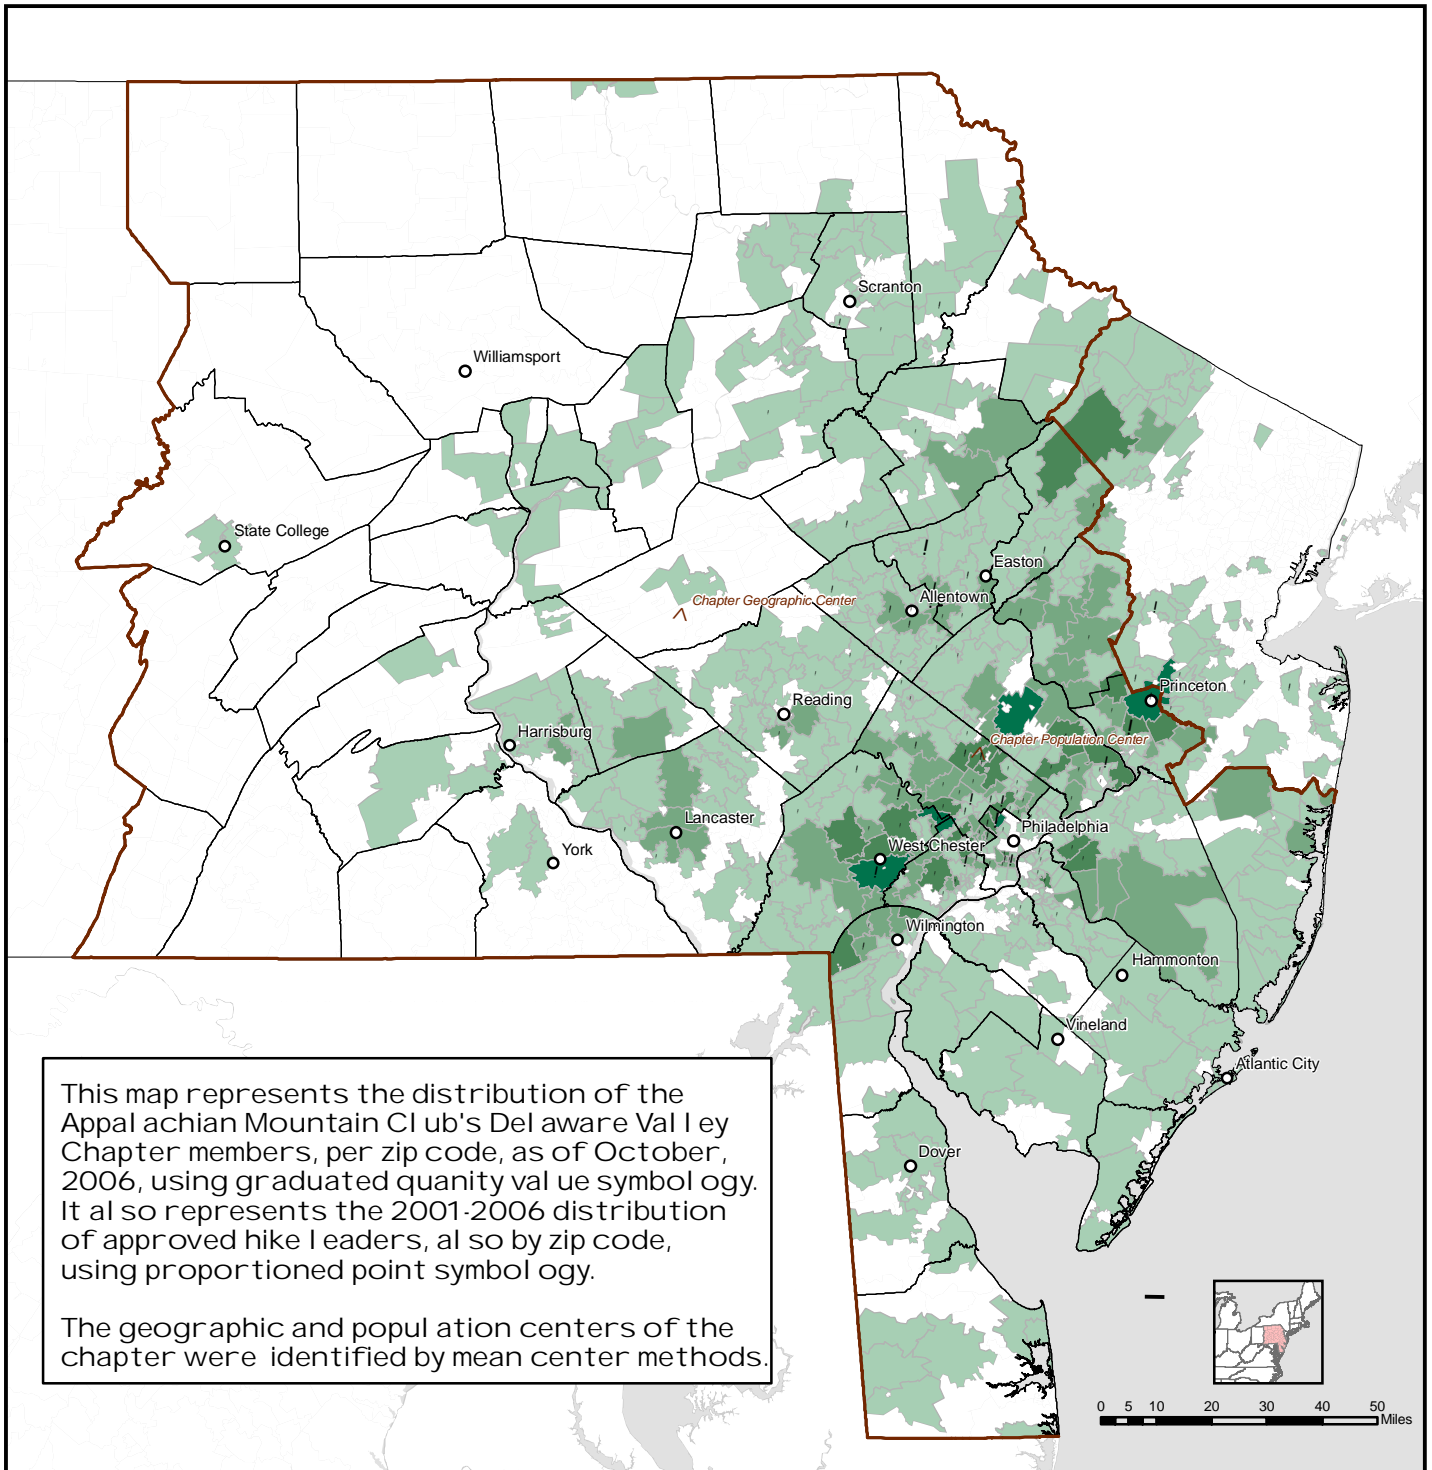 Scranton
Williamsport
State College
Easton
Allentown
Chapter Geographic Center
Princeton
Reading
Harrisburg
Chapter Population Center
Lancaster
Philadelphia
West Chester
York
Wilmington
Hammonton
Vineland
Atlantic City
Dover
This map represents the distribution of the
Appalachian Mountain Club's Delaware Valley
Chapter members, per zip code, as of October,
2006, using graduated quanity value symbology.
It also represents the 2001-2006 distribution
of approved hike leaders, also by zip code,
using proportioned point symbology.
The geographic and population centers of the
chapter were identified by mean center methods.
0 5 10 20 30 40 50
Miles